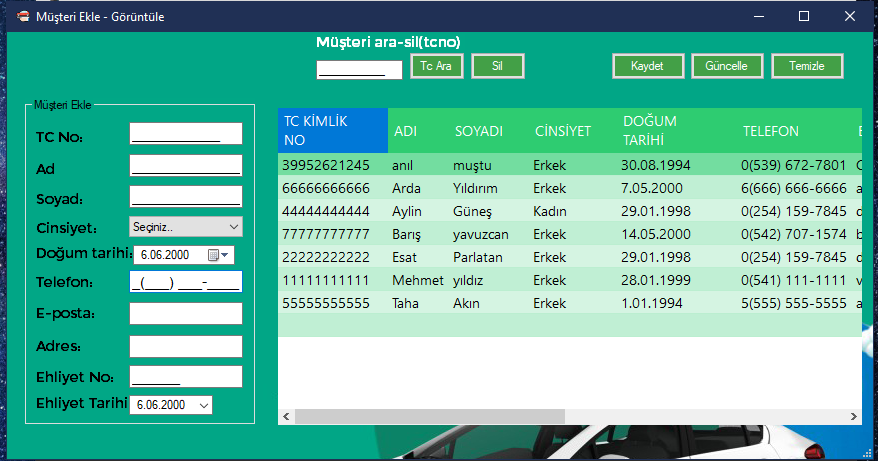 Müşteri Ekle - Görüntüle
Müşteri ara-sil(tcno)
Tc Ara Sil Kaydet Güncelle Temizle
Müşteri Ekle
TC No:
Ad
Soyad:
Cinsiyet: Seçiniz..
Doğum tarihi: 6.06.2000
Telefon: _(___) ___-____
E-posta:
Adres:
Ehliyet No:
Ehliyet Tarihi 6.06.2000
TC KİMLİK NO ADI SOYADI CİNSİYET DOĞUM TARİHİ TELEFON
39952621245 anıl muştu Erkek 30.08.1994 0(539) 672-7801
66666666666 Arda Yıldırım Erkek 7.05.2000 6(666) 666-6666 a
44444444444 Aylin Güneş Kadın 29.01.1998 0(254) 159-7845
77777777777 Barış yavuzcan Erkek 14.05.2000 0(542) 707-1574 b
22222222222 Esat Parlatan Erkek 29.01.1998 0(254) 159-7845
11111111111 Mehmet yıldız Erkek 28.01.1999 0(541) 111-1111 v
55555555555 Taha Akın Erkek 1.01.1994 5(555) 555-5555 a